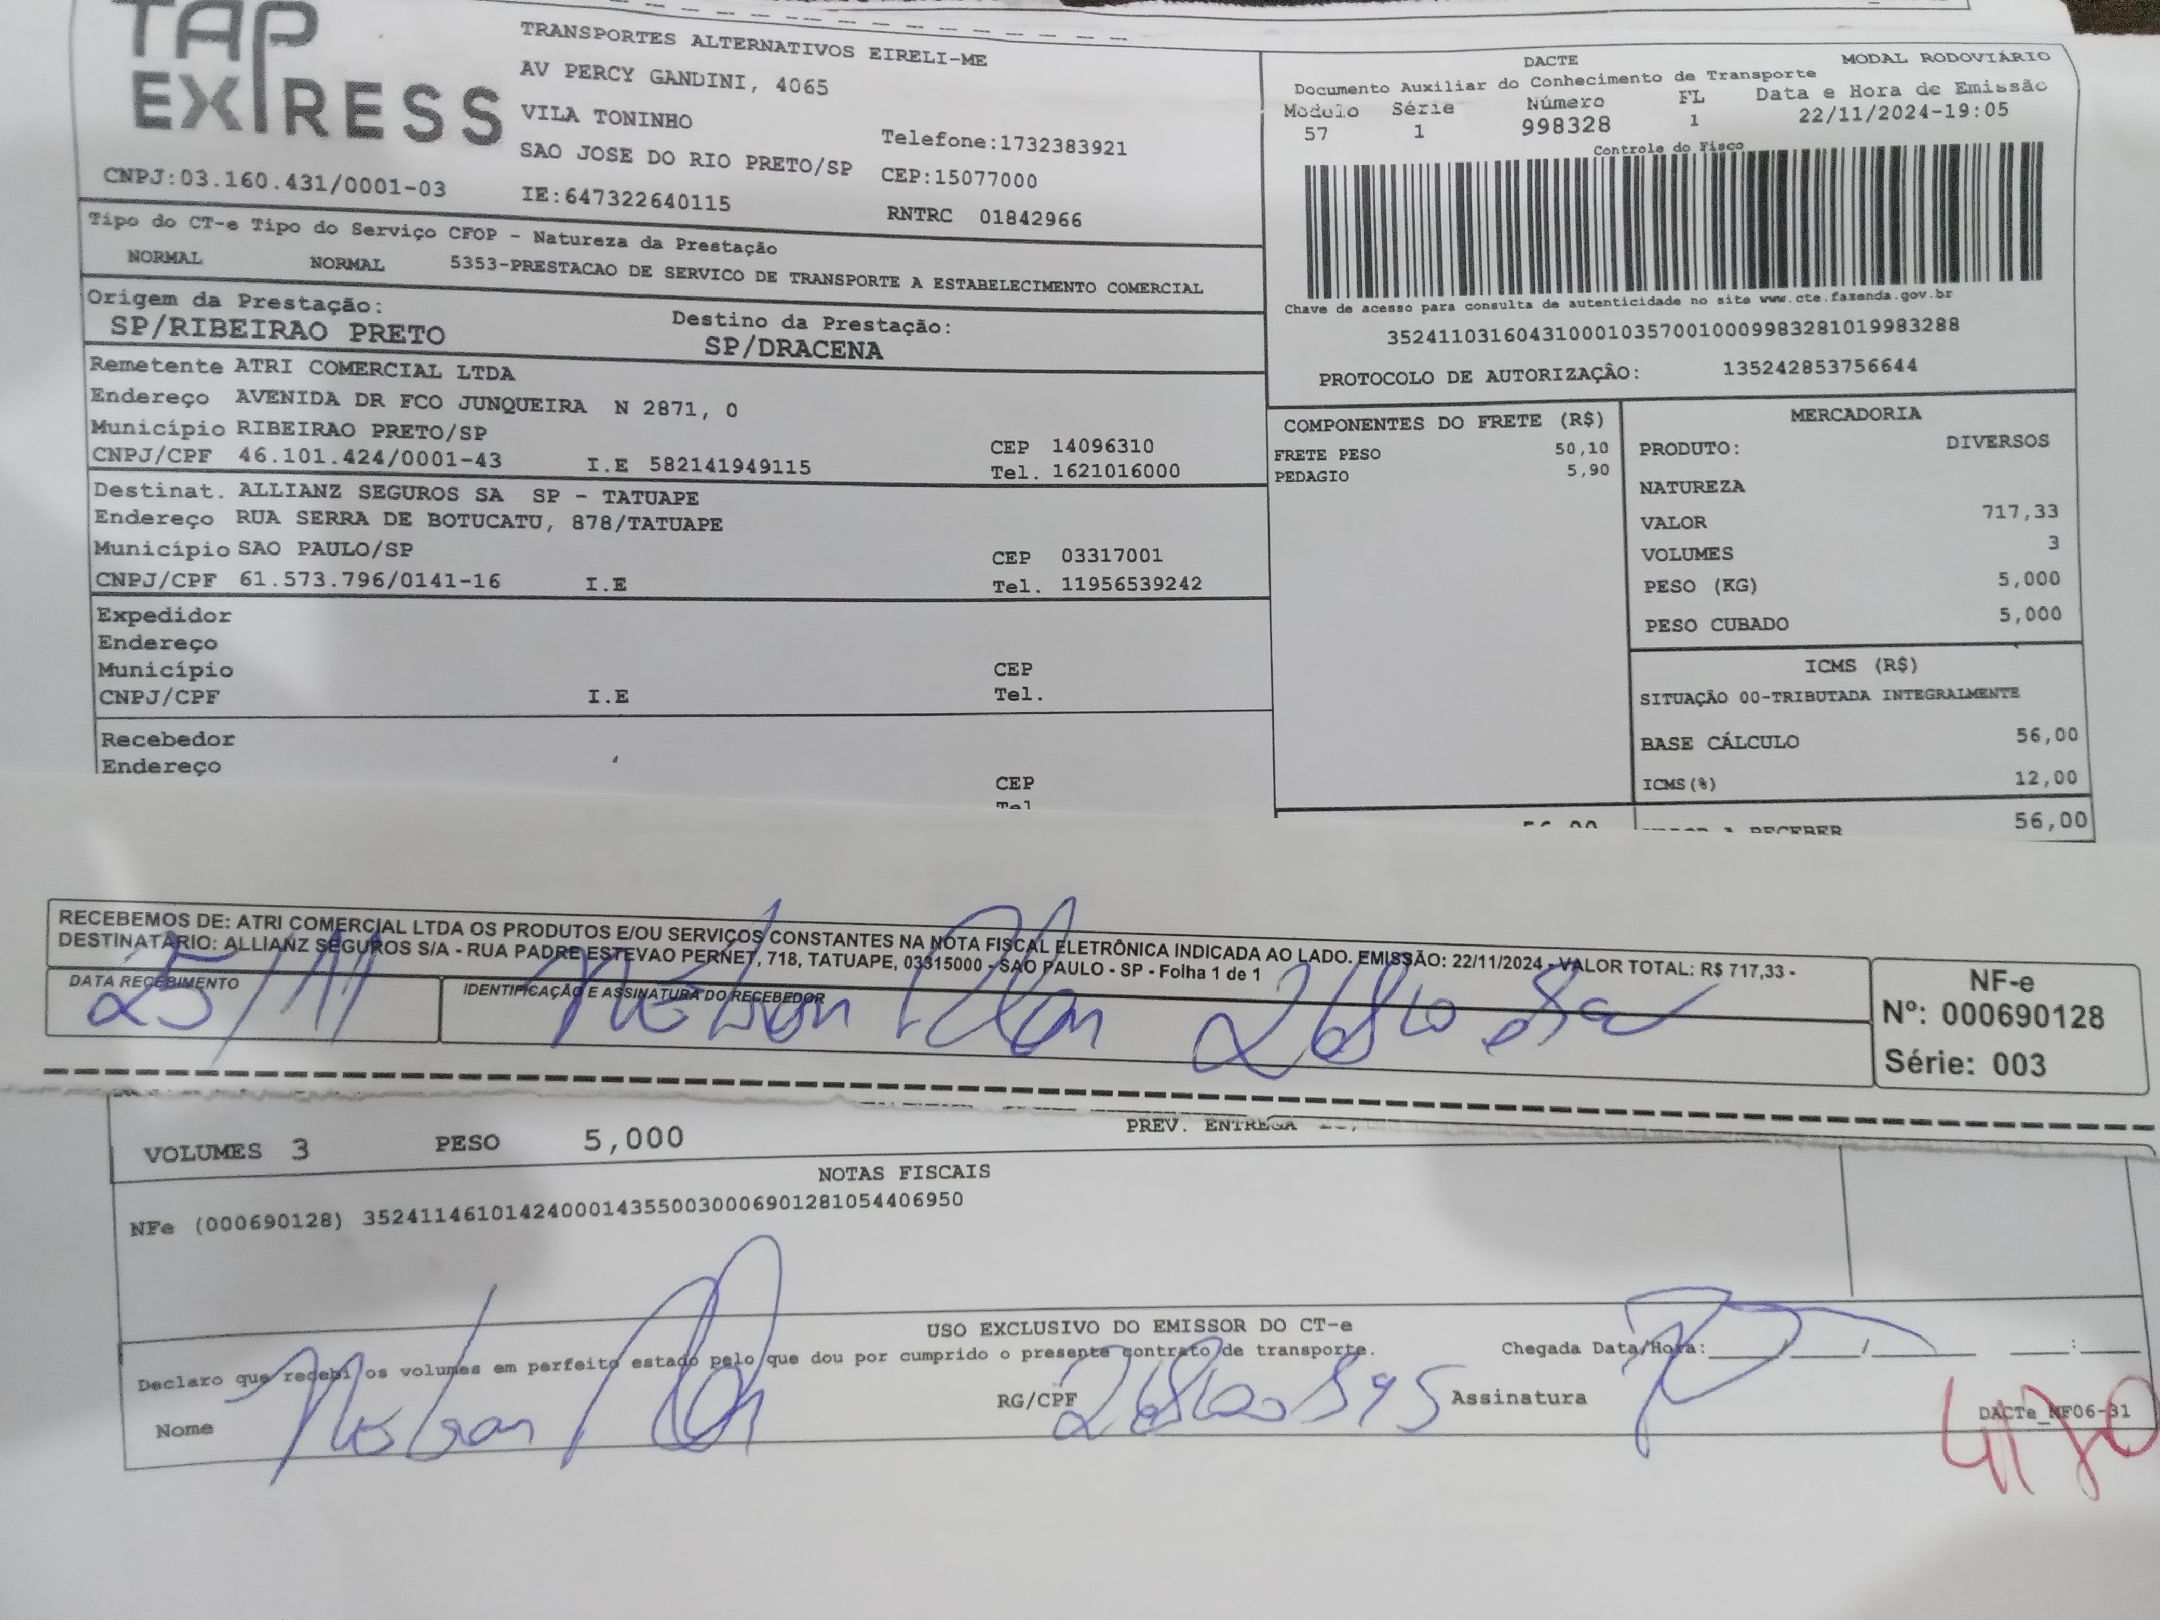 TAP
EXPRESS
CNPJ:03.160.431/0001-03
TRANSPORTES ALTERNATIVOS EIRELI-ME
AV PERCY GANDINI, 4065
VILA TONINHO
SAO JOSE DO RIO PRETO/SP
IE:647322640115
Telefone:1732383921
CEP:15077000
RNTRC 01842966
DACTE MODAL RODOVIÁRIO
Documento Auxiliar do Conhecimento de Transporte
Modulo Série Número FL Data e Hora de Emissão
57 1 998328 1 22/11/2024-19:05
Controle do Fisco
Chave de acesso para consulta de autenticidade no site www.cte.fazenda.gov.br
35241103160431000103570010009983281019983288
PROTOCOLO DE AUTORIZAÇÂO: 135242853756644
Tipo do CT-e Tipo do Serviço CFOP - Natureza da Prestação
NORMAL NORMAL 5353-PRESTACAO DE SERVICO DE TRANSPORTE A ESTABELECIMENTO COMERCIAL
Origem da Prestação: Destino da Prestação:
SP/RIBEIRAO PRETO SP/DRACENA
Remetente ATRI COMERCIAL LTDA
Endereço AVENIDA DR FCO JUNQUEIRA N 2871, 0
Município RIBEIRAO PRETO/SP CEP 14096310
CNPJ/CPF 46.101.424/0001-43 I.E 582141949115 Tel. 1621016000
Destinat. ALLIANZ SEGUROS SA SP - TATUAPE
Endereço RUA SERRA DE BOTUCATU, 878/TATUAPE
Município SAO PAULO/SP CEP 03317001
CNPJ/CPF 61.573.796/0141-16 I.E Tel. 11956539242
Expedidor
Endereço
Município CEP
CNPJ/CPF I.E Tel.
Recebedor
Endereço
CEP
Tel
COMPONENTES DO FRETE (R$)
FRETE PESO 50,10
PEDAGIO 5,90
56,00
MERCADORIA
PRODUTO: DIVERSOS
NATUREZA
VALOR 717,33
VOLUMES 3
PESO (KG) 5,000
PESO CUBADO 5,000
ICMS (R$)
SITUAÇÃO 00-TRIBUTADA INTEGRALMENTE
BASE CÁLCULO 56,00
ICMS(%) 12,00
A RECEBER 56,00
RECEBEMOS DE: ATRI COMERCIAL LTDA OS PRODUTOS E/OU SERVIÇOS CONSTANTES NA NOTA FISCAL ELETRÔNICA INDICADA AO LADO. EMISSÃO: 22/11/2024 - VALOR TOTAL: R$ 717,33 -
DESTINATÁRIO: ALLIANZ SEGUROS S/A - RUA PADRE ESTEVAO PERNET, 718, TATUAPE, 03315000 - SAO PAULO - SP - Folha 1 de 1
DATA RECEBIMENTO IDENTIFICAÇÃO E ASSINATURA DO RECEBEDOR
25/11
NF-e
Nº: 000690128
Série: 003
VOLUMES 3 PESO 5,000 PREV. ENTREGA
NOTAS FISCAIS
NFe (000690128) 35241146101424000143550030006901281054406950
USO EXCLUSIVO DO EMISSOR DO CT-e
Declaro que recebi os volumes em perfeito estado pelo que dou por cumprido o presente contrato de transporte. Chegada Data/Hora:____/____/____ ___:___
Nome RG/CPF Assinatura
DACTe_MF06-31